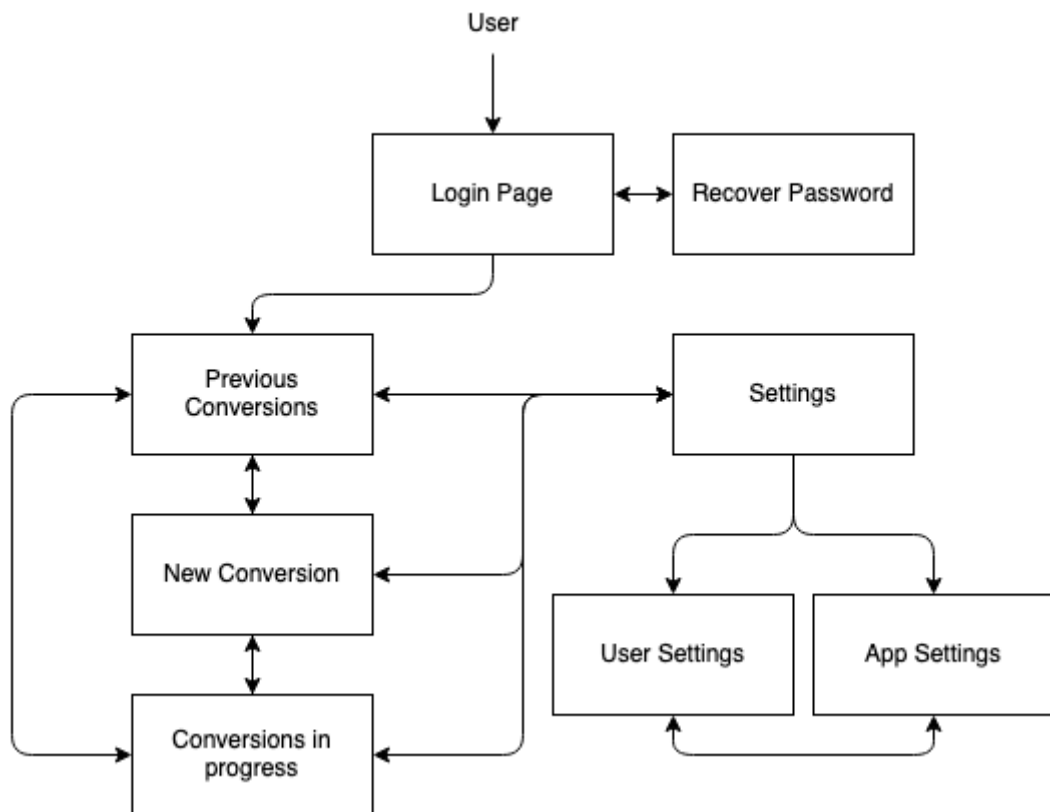 User
Login Page
Recover Password
Previous
Conversions
Settings
New Conversion
User Settings
App Settings
Conversions in
progress